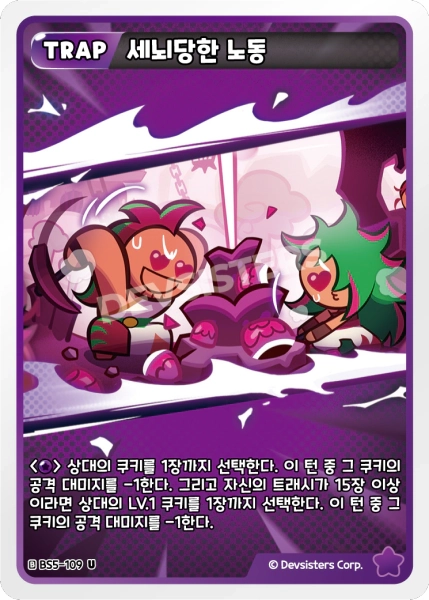 TRAP 세뇌당한 노동
DEVSISTERS
< > 상대의 쿠키를 1장까지 선택한다. 이 턴 중 그 쿠키의
공격 대미지를 -1한다. 그리고 자신의 트래시가 15장 이상
이라면 상대의 LV.1 쿠키를 1장까지 선택한다. 이 턴 중 그
쿠키의 공격 대미지를 -1한다.
BS5-109 U
© Devsisters Corp.